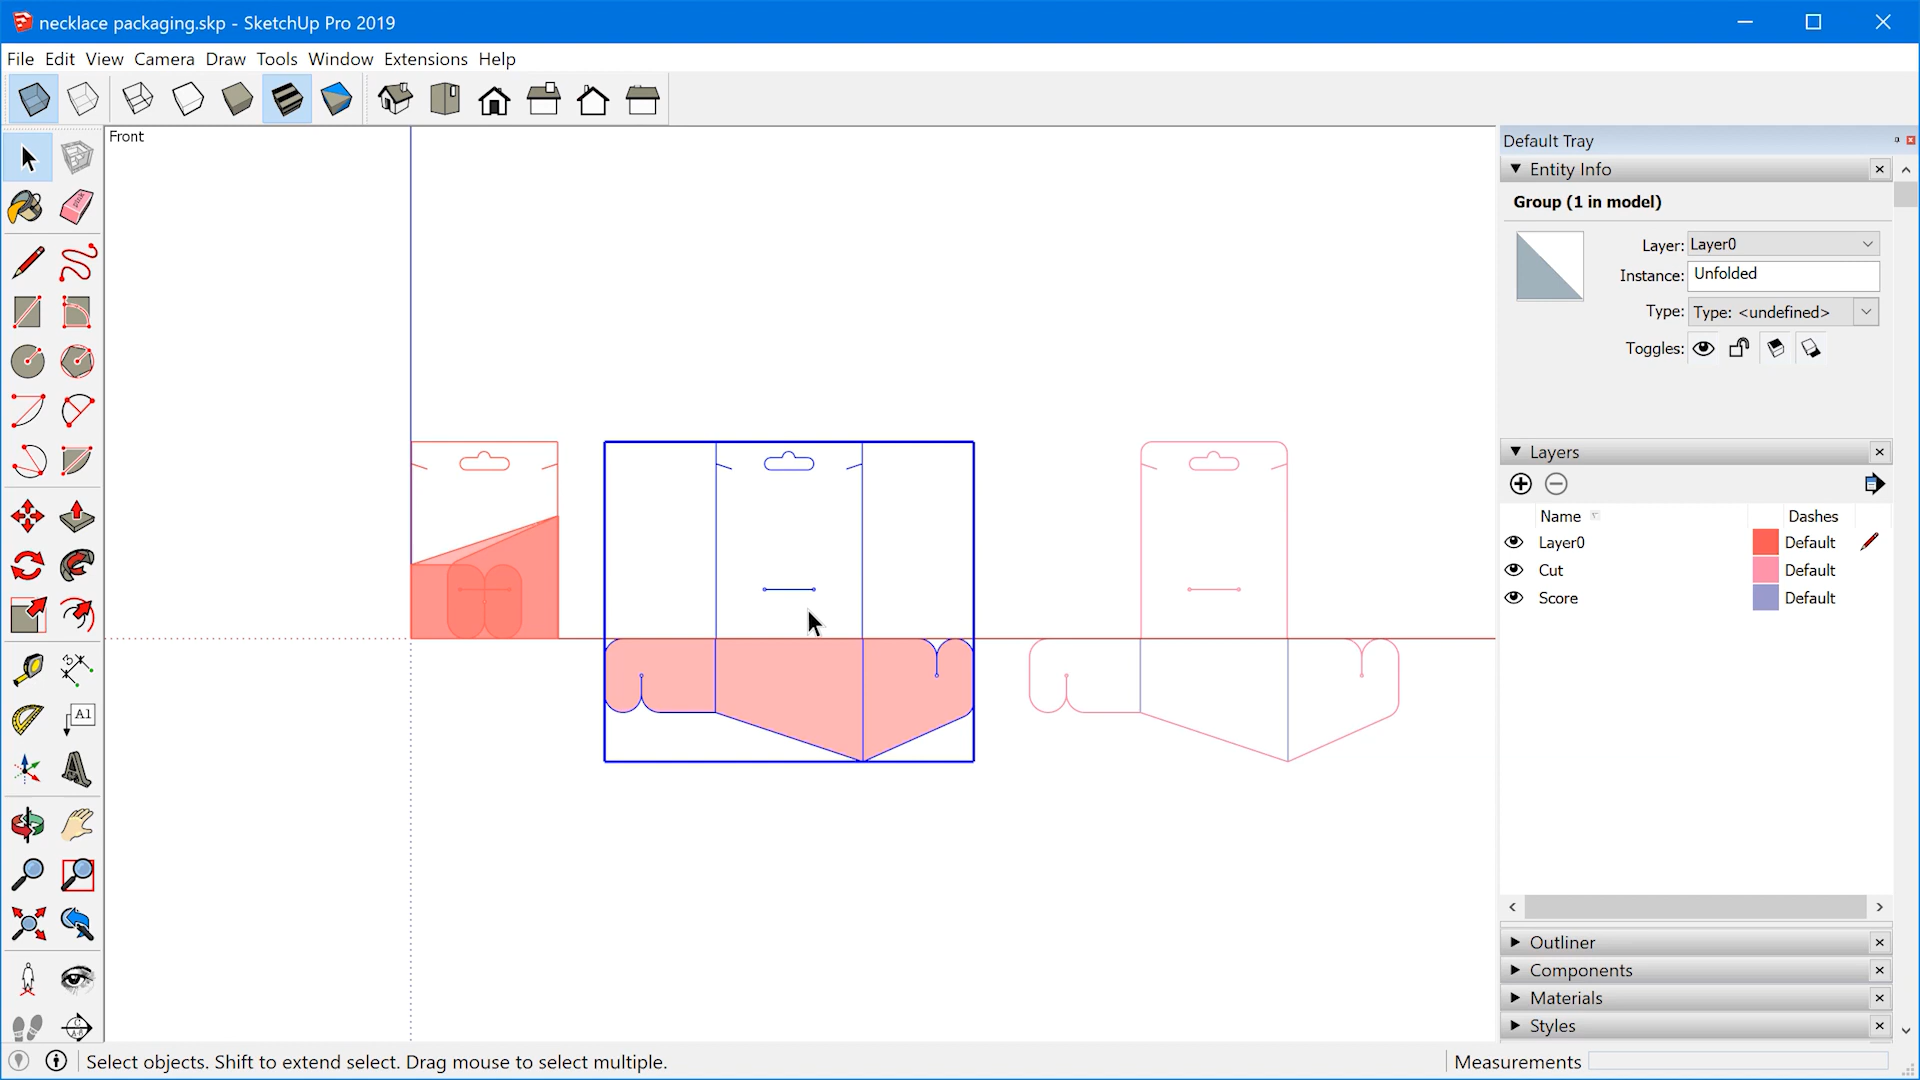 necklace packaging.skp - SketchUp Pro 2019
File Edit View Camera Draw Tools Window Extensions Help
Front
Default Tray
Entity Info
Group (1 in model)
Layer: Layer0
Instance: Unfolded
Type: Type: <undefined>
Toggles:
Layers
Name Dashes
Layer0 Default
Cut Default
Score Default
Outliner
Components
Materials
Styles
A1
Select objects. Shift to extend select. Drag mouse to select multiple.
Measurements